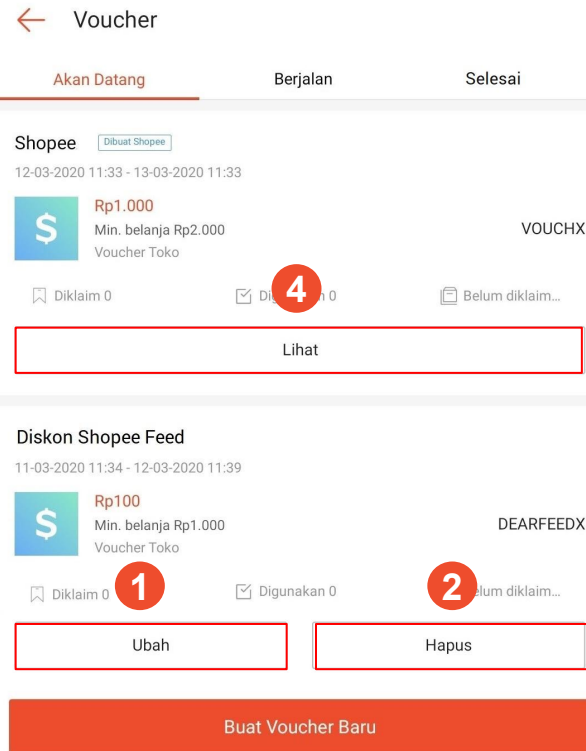 Voucher
Akan Datang Berjalan Selesai
Shopee Dibuat Shopee
12-03-2020 11:33 - 13-03-2020 11:33
$
Rp1.000
Min. belanja Rp2.000
Voucher Toko
VOUCHX
Diklaim 0 4 0 Belum diklaim...
Lihat
Diskon Shopee Feed
11-03-2020 11:34 - 12-03-2020 11:39
$
Rp100
Min. belanja Rp1.000
Voucher Toko
DEARFEEDX
Diklaim 0 1 Digunakan 0 2 diklaim...
Ubah Hapus
Buat Voucher Baru